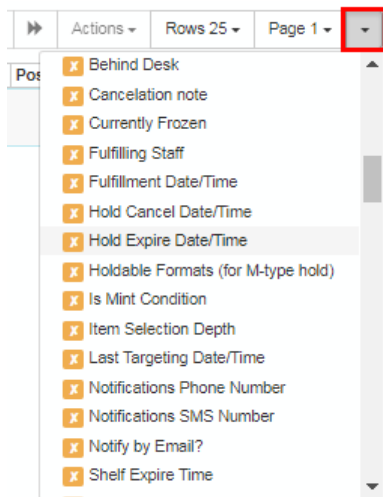 Actions Rows 25 Page 1
Pos
x Behind Desk
x Cancelation note
x Currently Frozen
x Fulfilling Staff
x Fulfillment Date/Time
x Hold Cancel Date/Time
x Hold Expire Date/Time
x Holdable Formats (for M-type hold)
x Is Mint Condition
x Item Selection Depth
x Last Targeting Date/Time
x Notifications Phone Number
x Notifications SMS Number
x Notify by Email?
x Shelf Expire Time